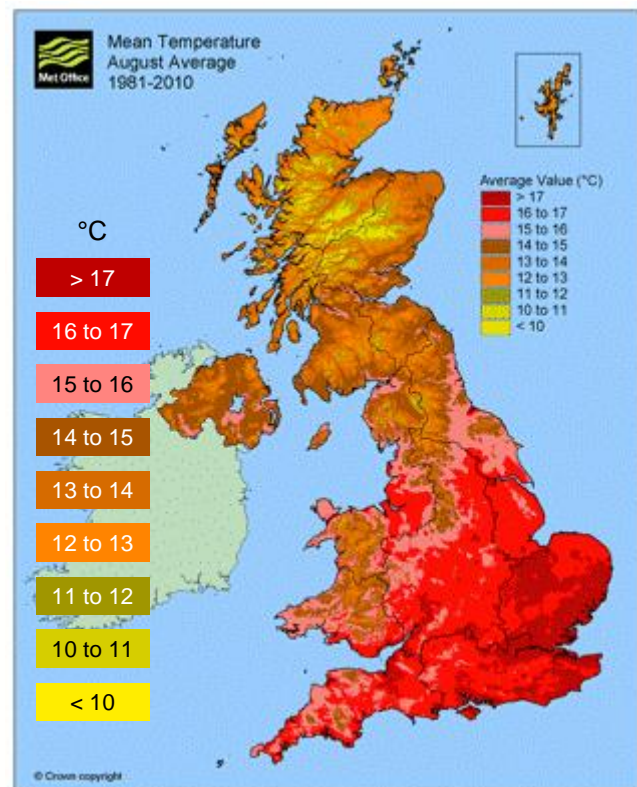 Met Office
Mean Temperature
August Average
1981-2010
Average Value (°C)
> 17
16 to 17
15 to 16
14 to 15
13 to 14
12 to 13
11 to 12
10 to 11
< 10
°C
> 17
16 to 17
15 to 16
14 to 15
13 to 14
12 to 13
11 to 12
10 to 11
< 10
© Crown copyright